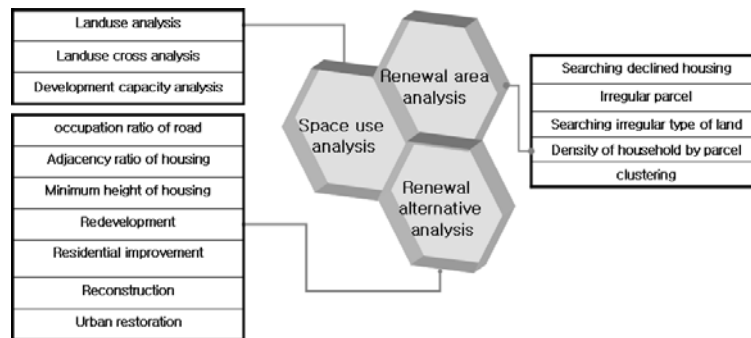 Landuse analysis
Landuse cross analysis
Development capacity analysis
occupation ratio of road
Adjacency ratio of housing
Minimum height of housing
Redevelopment
Residential improvement
Reconstruction
Urban restoration
Space use
analysis
Renewal area
analysis
Renewal
alternative
analysis
Searching declined housing
Irregular parcel
Searching irregular type of land
Density of household by parcel
clustering